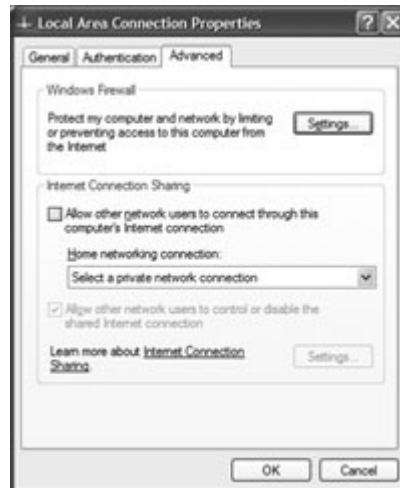 Local Area Connection Properties
General Authentication Advanced
Windows Firewall
Protect my computer and network by limiting
or preventing access to this computer from
the Internet
Settings...
Internet Connection Sharing
Allow other network users to connect through this
computer's Internet connection
Home networking connection:
Select a private network connection
Allow other network users to control or disable the
shared Internet connection
Learn more about Internet Connection
Sharing.
Settings...
OK Cancel